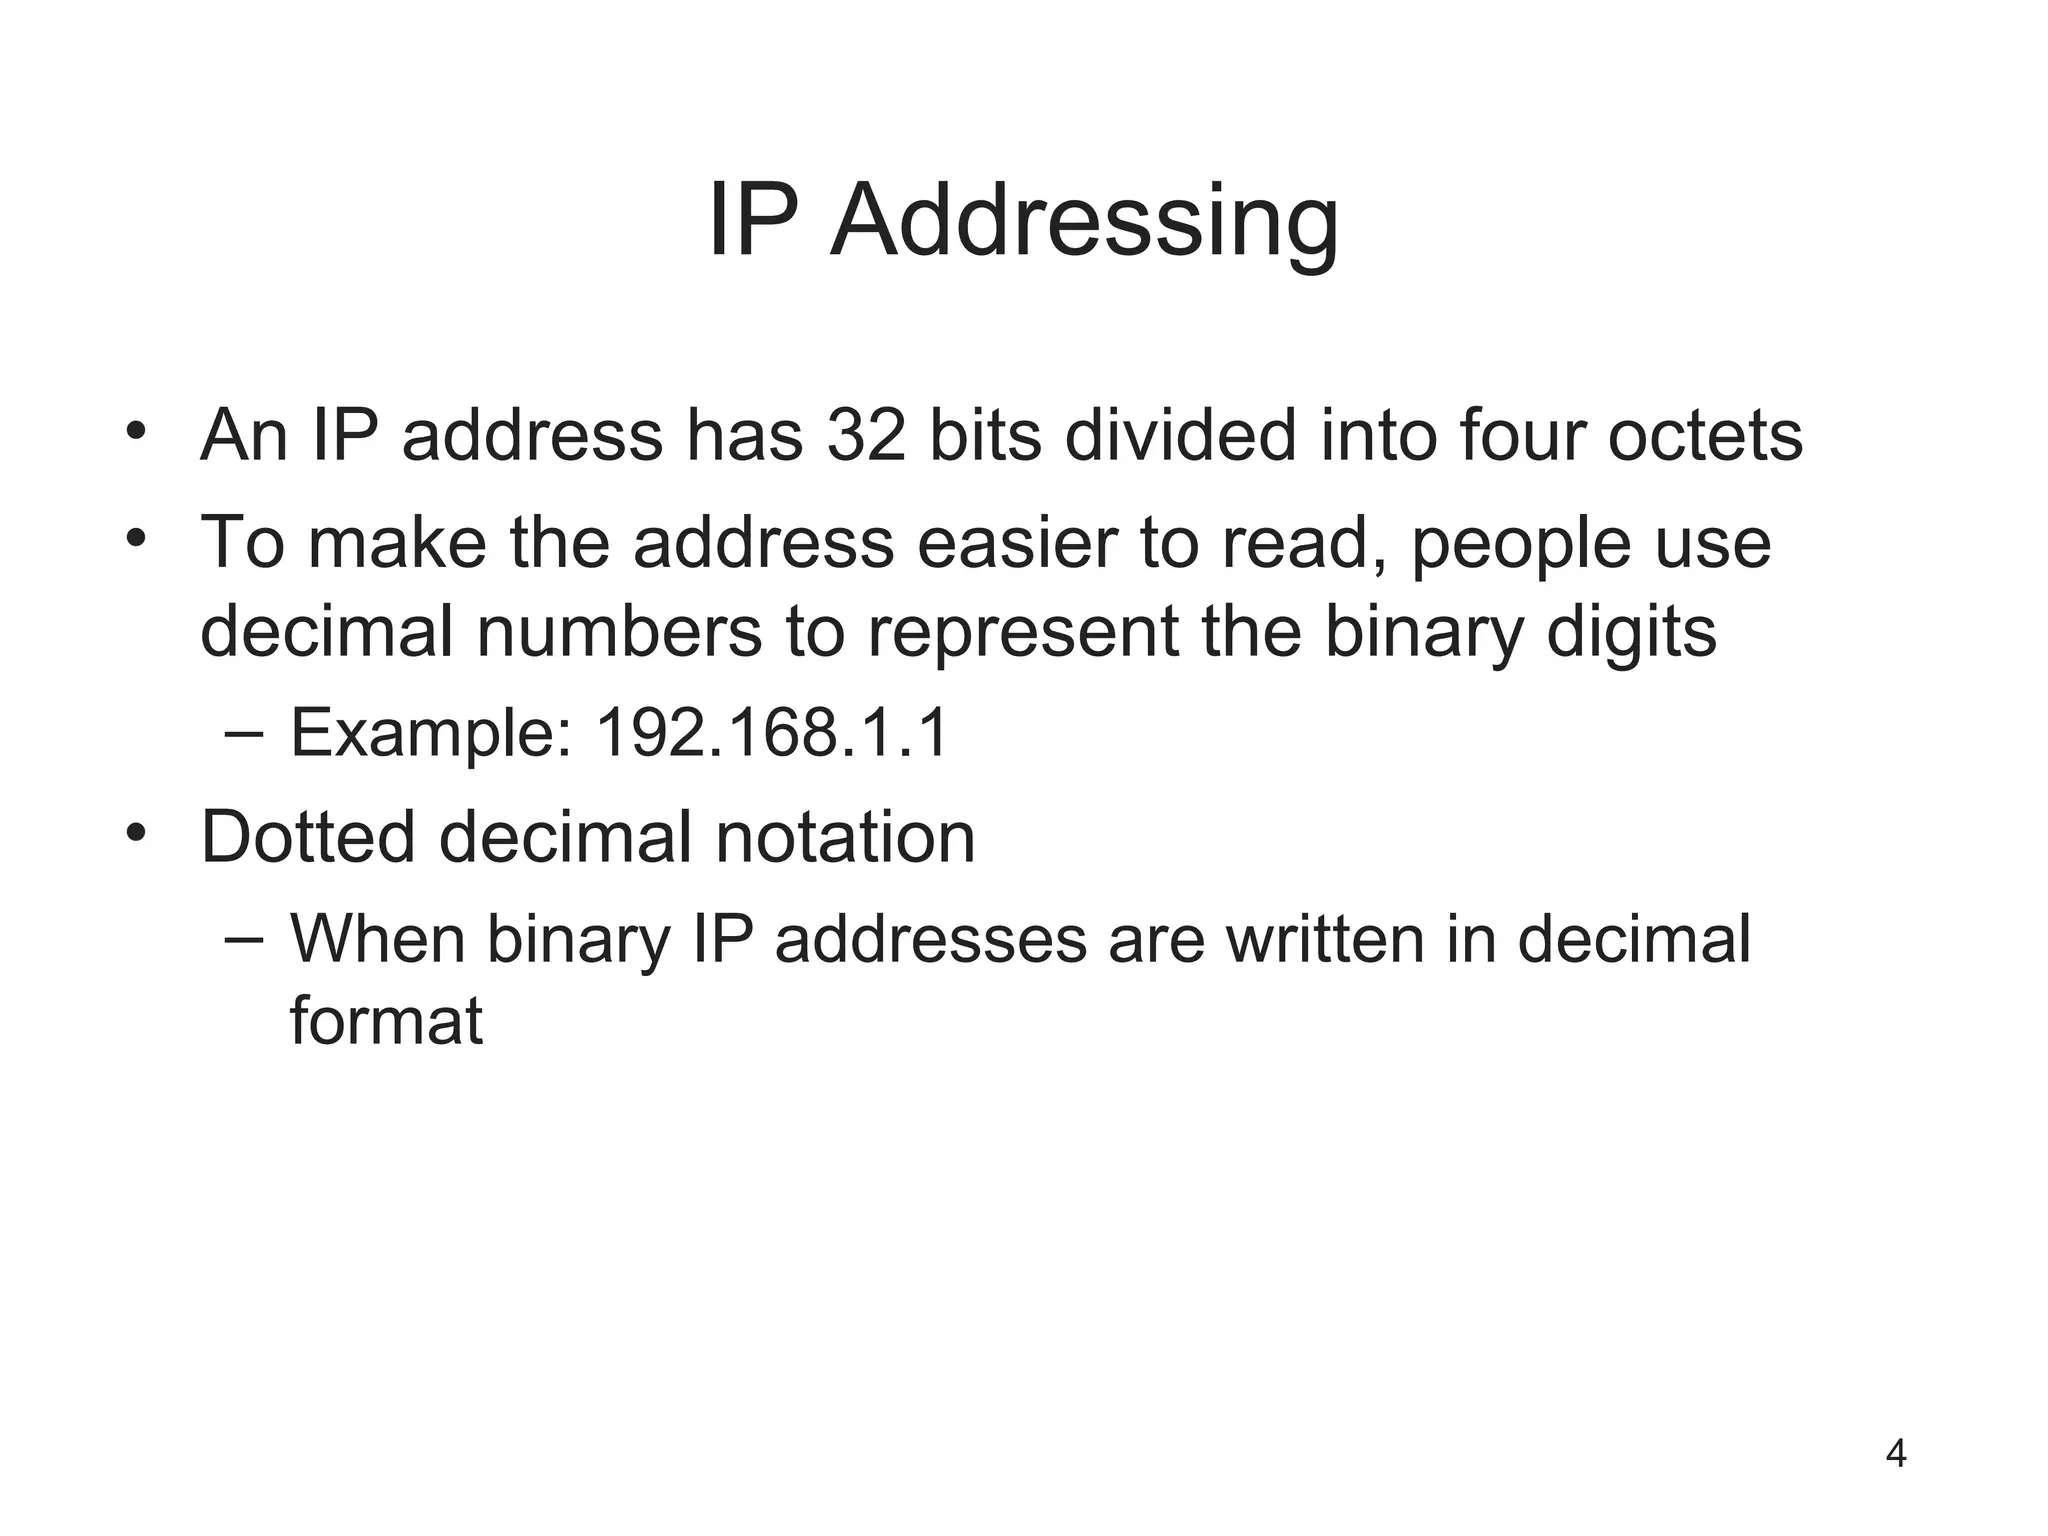 IP Addressing
• An IP address has 32 bits divided into four octets
• To make the address easier to read, people use
decimal numbers to represent the binary digits
– Example: 192.168.1.1
• Dotted decimal notation
– When binary IP addresses are written in decimal
format
4